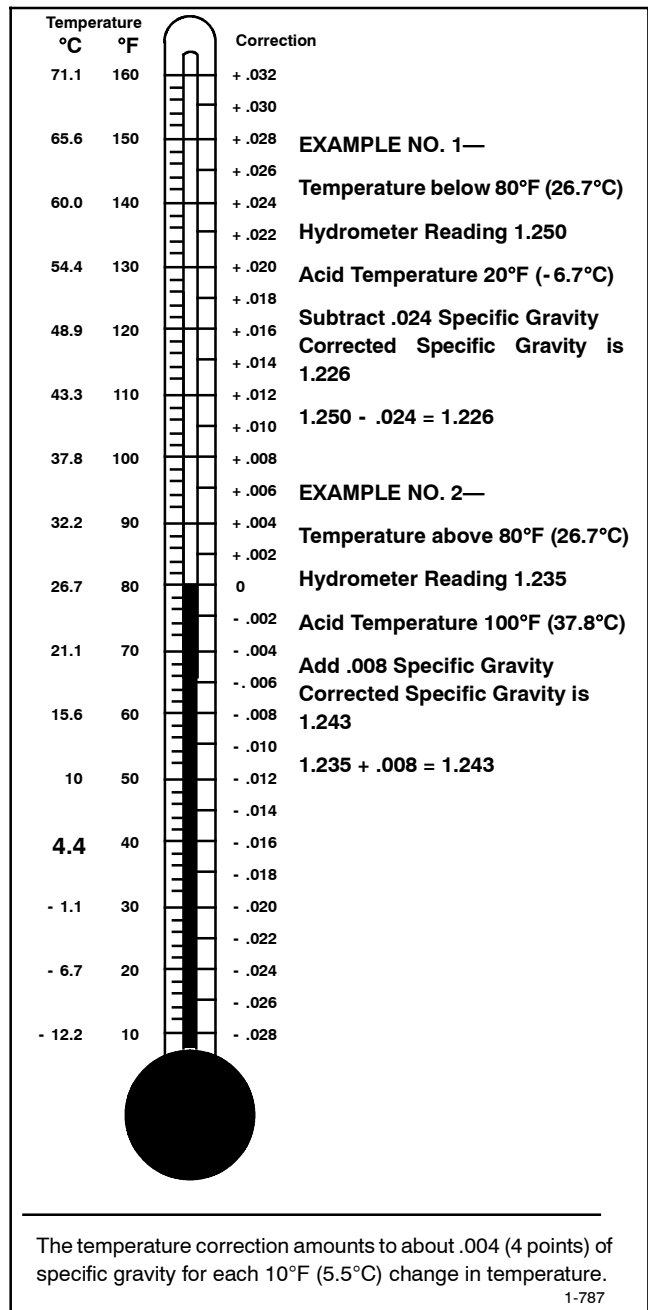 Temperature
°C °F Correction
71.1 160 + .032
+ .030
65.6 150 + .028
+ .026
60.0 140 + .024
+ .022
54.4 130 + .020
+ .018
48.9 120 + .016
+ .014
43.3 110 + .012
+ .010
37.8 100 + .008
+ .006
32.2 90 + .004
+ .002
26.7 80 0
- .002
21.1 70 - .004
-. 006
15.6 60 - .008
- .010
10 50 - .012
- .014
4.4 40 - .016
- .018
- 1.1 30 - .020
- .022
- 6.7 20 - .024
- .026
- 12.2 10 - .028
EXAMPLE NO. 1—
Temperature below 80°F (26.7°C)
Hydrometer Reading 1.250
Acid Temperature 20°F (- 6.7°C)
Subtract .024 Specific Gravity
Corrected Specific Gravity is
1.226
1.250 - .024 = 1.226
EXAMPLE NO. 2—
Temperature above 80°F (26.7°C)
Hydrometer Reading 1.235
Acid Temperature 100°F (37.8°C)
Add .008 Specific Gravity
Corrected Specific Gravity is
1.243
1.235 + .008 = 1.243
The temperature correction amounts to about .004 (4 points) of
specific gravity for each 10°F (5.5°C) change in temperature.
1-787